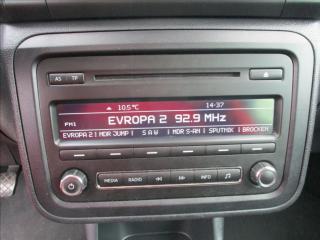 AS TP
10.5°C 14:37
FM1 EVROPA 2 92.9 MHz
EVROPA 2 MDR JUMP S A W MDR S-AN SPUTNIK BROCKEN
MEDIA RADIO INFO